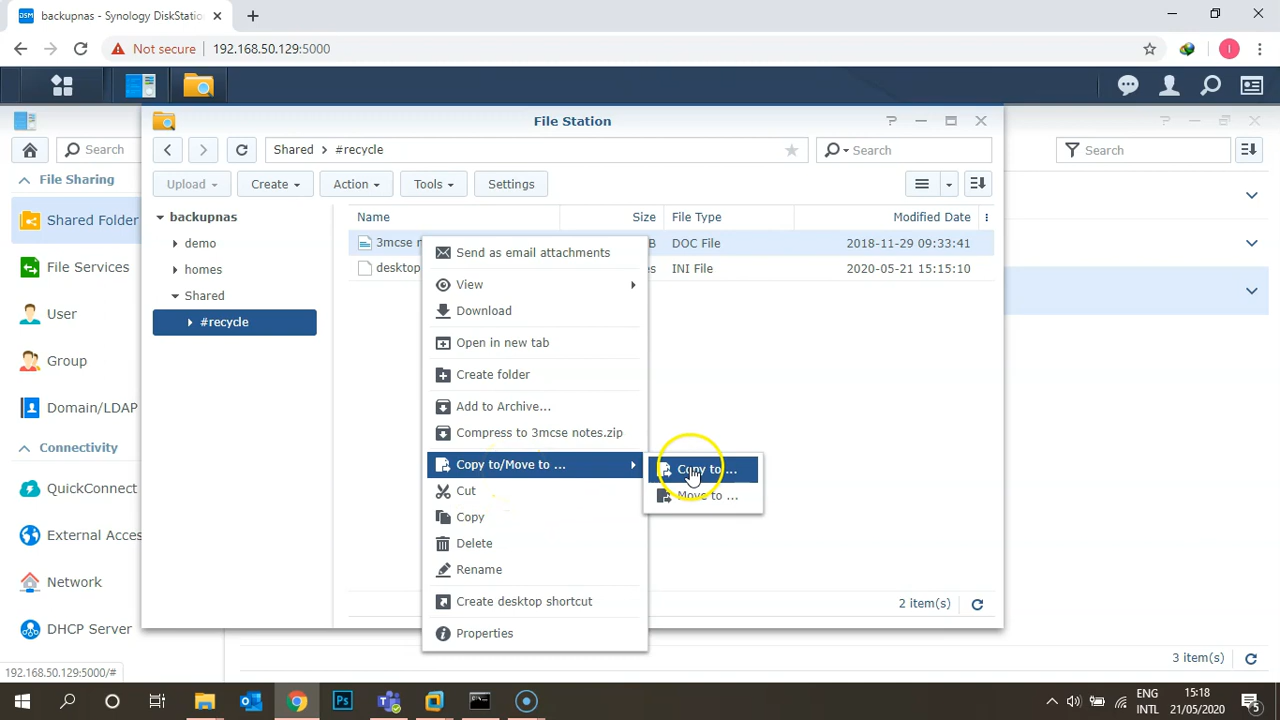 backupnas - Synology DiskStatio
Not secure
192.168.50.129:5000
File Station
Search
Shared
#recycle
Search
Search
File Sharing
Upload
Create
Action
Tools
Settings
Shared Folder
backupnas
Name
Size
File Type
Modified Date
demo
3mcse
B
DOC File
2018-11-29 09:33:41
File Services
homes
desktop
es
INI File
2020-05-21 15:15:10
Shared
User
#recycle
Group
Domain/LDAP
Connectivity
QuickConnect
External Acces
Network
DHCP Server
Send as email attachments
View
Download
Open in new tab
Create folder
Add to Archive...
Compress to 3mcse notes.zip
Copy to/Move to ...
Cut
Copy
Delete
Rename
Create desktop shortcut
Properties
Copy to ...
Move to ...
2 item(s)
3 item(s)
192.168.50.129:5000/#
ENG
INTL
15:18
21/05/2020
5